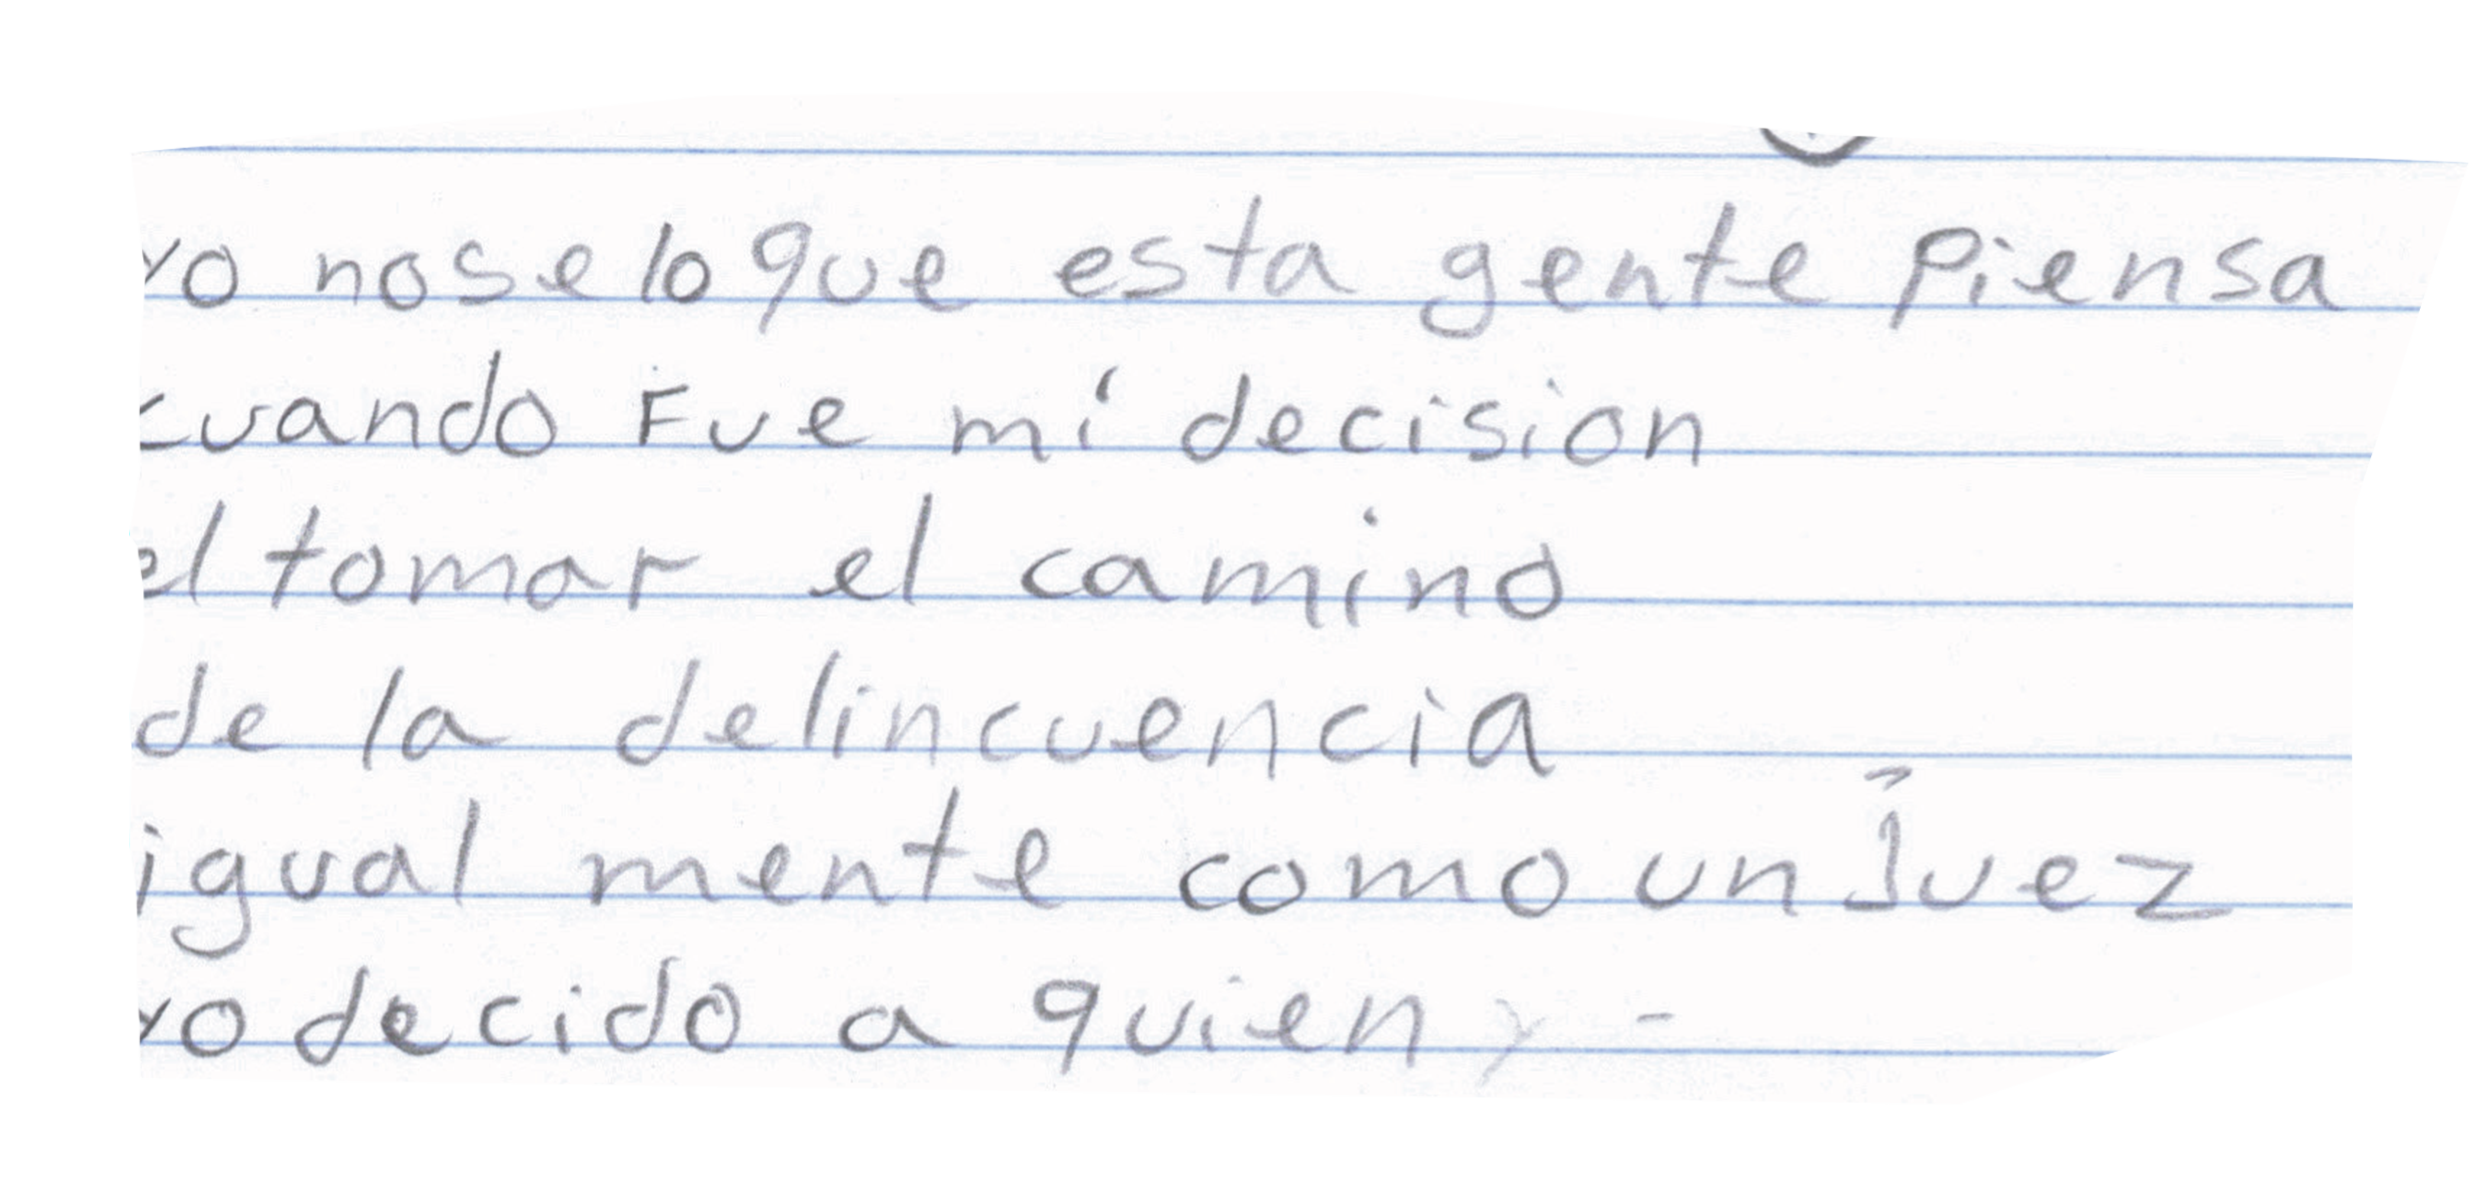 yo nose lo que esta gente piensa
cuando Fue mi decision
el tomar el camino
de la delincuencia
igual mente como un Juez
yo decido a quien y -